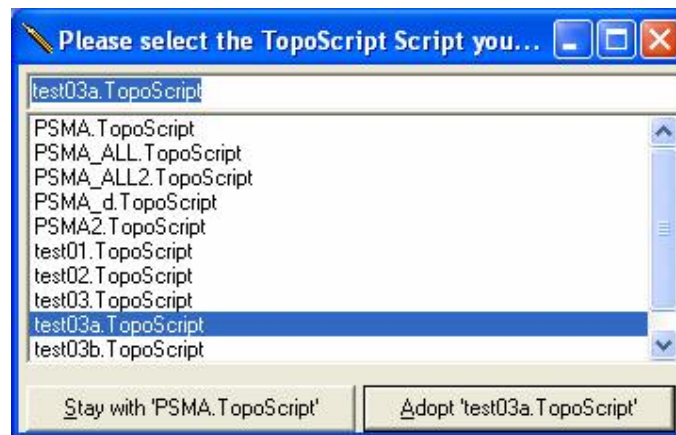 Please select the TopoScript Script you...
test03a.TopoScript
PSMA.TopoScript
PSMA_ALL.TopoScript
PSMA_ALL2.TopoScript
PSMA_d.TopoScript
PSMA2.TopoScript
test01.TopoScript
test02.TopoScript
test03.TopoScript
test03a.TopoScript
test03b.TopoScript
Stay with 'PSMA.TopoScript' Adopt 'test03a.TopoScript'